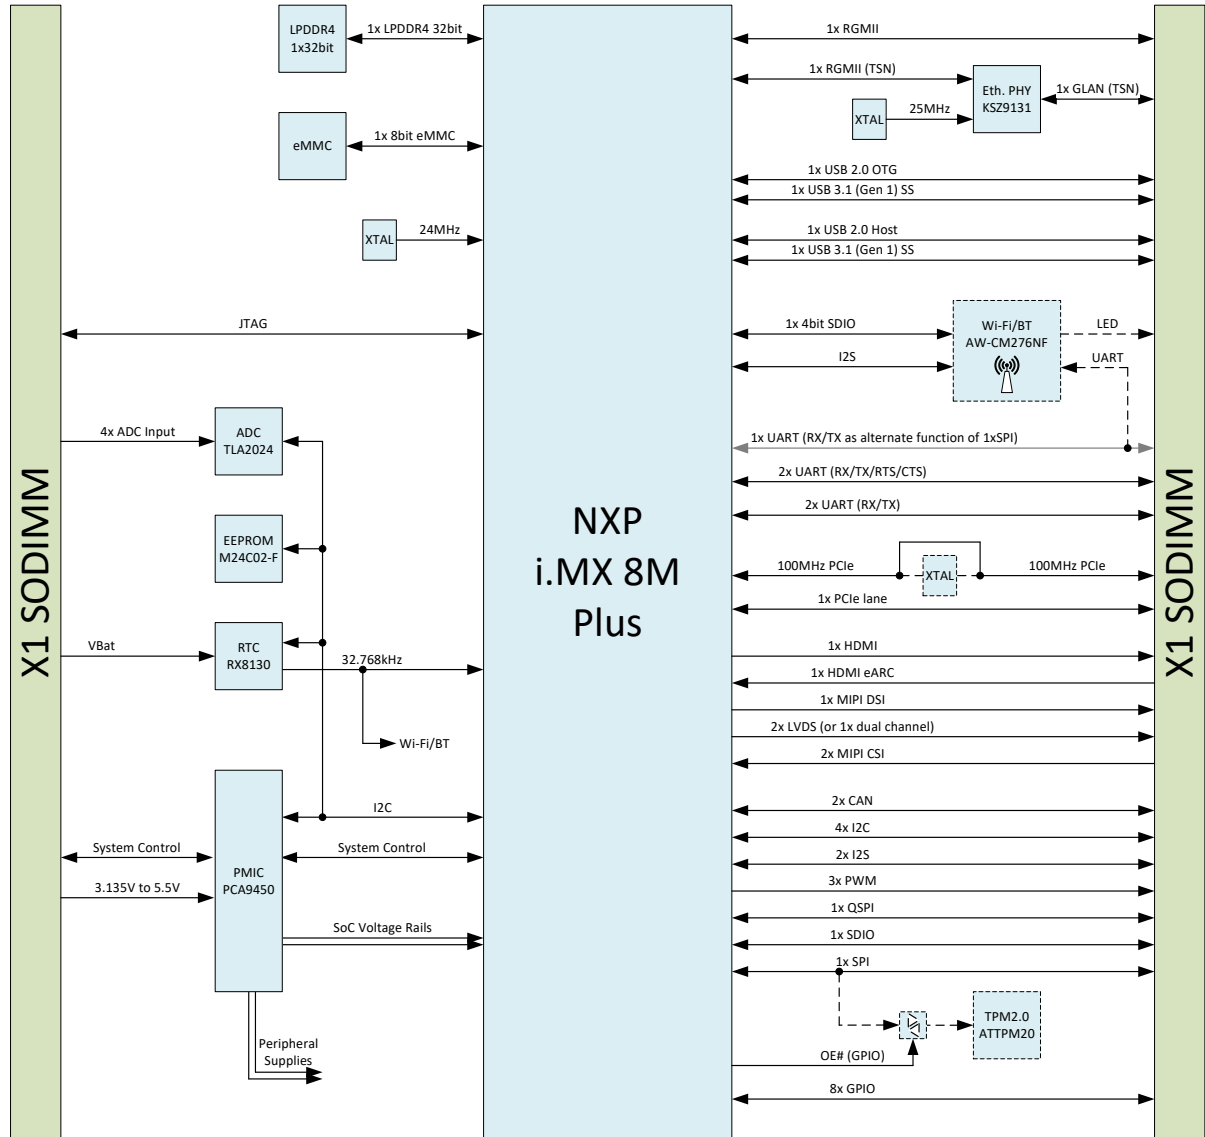 X1 SODIMM
LPDDR4
1x32bit
1x LPDDR4 32bit
eMMC
1x 8bit eMMC
XTAL
24MHz
JTAG
4x ADC Input
ADC
TLA2024
EEPROM
M24C02-F
VBat
RTC
RX8130
32.768kHz
Wi-Fi/BT
I2C
System Control
PMIC
PCA9450
System Control
3.135V to 5.5V
SoC Voltage Rails
Peripheral
Supplies
NXP
i.MX 8M
Plus
1x RGMII
1x RGMII (TSN)
Eth. PHY
KSZ9131
1x GLAN (TSN)
XTAL
25MHz
1x USB 2.0 OTG
1x USB 3.1 (Gen 1) SS
1x USB 2.0 Host
1x USB 3.1 (Gen 1) SS
1x 4bit SDIO
Wi-Fi/BT
AW-CM276NF
LED
I2S
UART
1x UART (RX/TX as alternate function of 1xSPI)
2x UART (RX/TX/RTS/CTS)
2x UART (RX/TX)
100MHz PCIe
XTAL
100MHz PCIe
1x PCIe lane
1x HDMI
1x HDMI eARC
1x MIPI DSI
2x LVDS (or 1x dual channel)
2x MIPI CSI
2x CAN
4x I2C
2x I2S
3x PWM
1x QSPI
1x SDIO
1x SPI
TPM2.0
ATTPM20
OE# (GPIO)
8x GPIO
X1 SODIMM